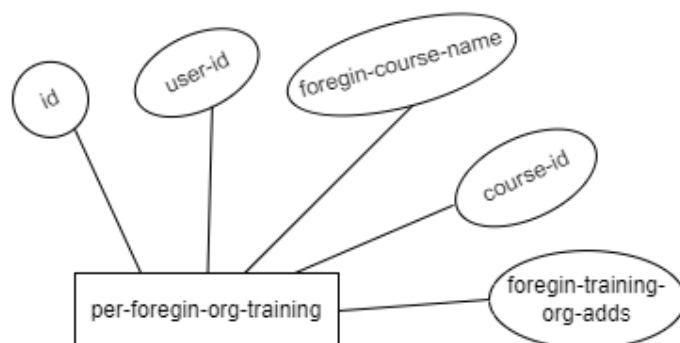 id
user-id
foregin-course-name
course-id
foregin-training-
org-adds
per-foregin-org-training